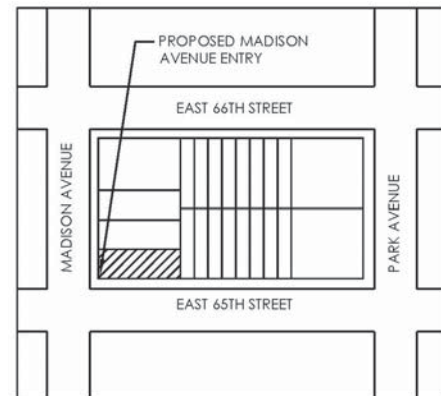 PROPOSED MADISON
AVENUE ENTRY
EAST 66TH STREET
MADISON AVENUE
PARK AVENUE
EAST 65TH STREET